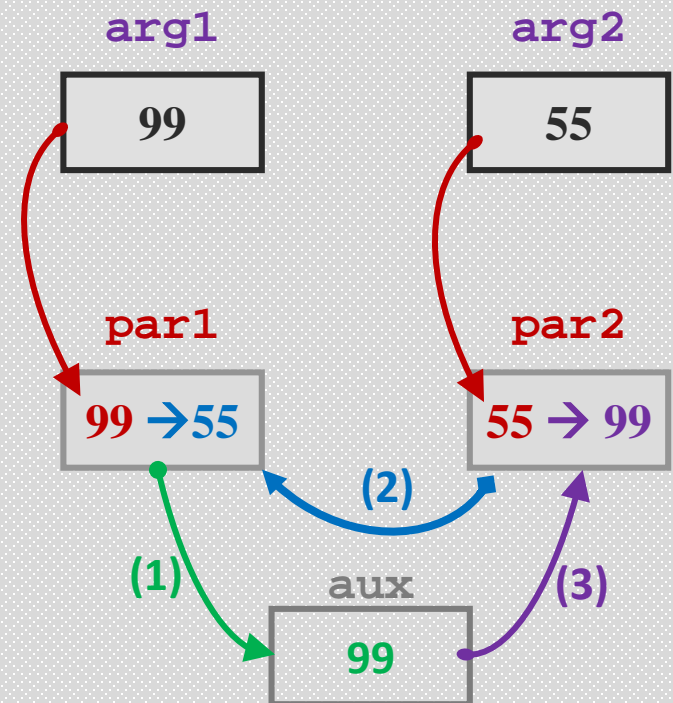 arg1 arg2
99 55
par1 par2
99 →55 55 → 99
(2)
(1) aux (3)
99